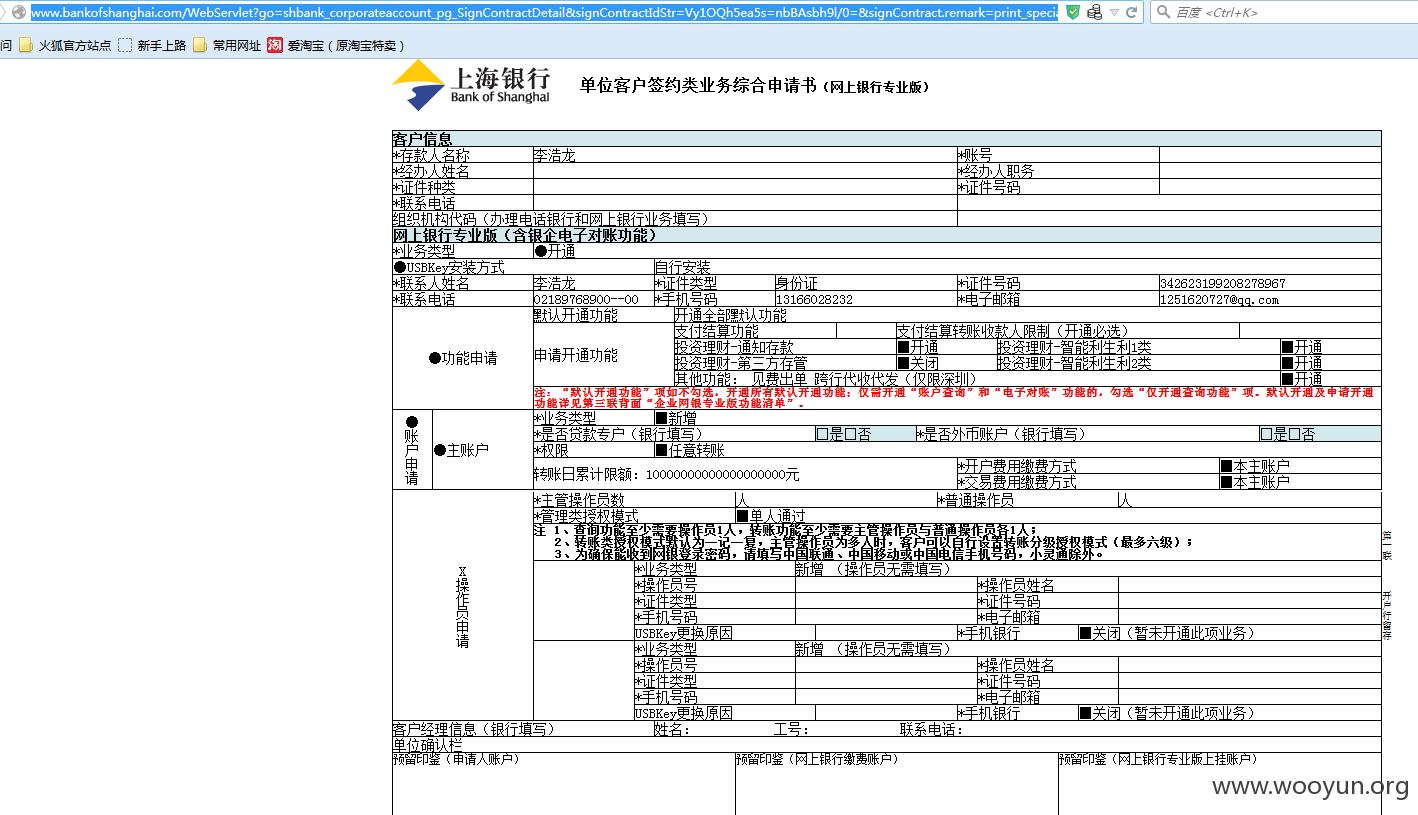 www.bankofshanghai.com/WebServlet?go=shbank_corporateaccount_pg_SignContractDetail&signContractIdStr=Vy1OQh5ea5s=nbBAsbh9l/0=&signContract.remark=print_speci
百度 <Ctrl+K>
问 火狐官方站点 新手上路 常用网址 淘 爱淘宝（原淘宝特卖）
上海银行 单位客户签约类业务综合申请书（网上银行专业版）
Bank of Shanghai
客户信息
*存款人名称 李浩龙 *账号
*经办人姓名 *经办人职务
*证件种类 *证件号码
*联系电话
组织机构代码（办理电话银行和网上银行业务填写）
网上银行专业版（含银企电子对账功能）
*业务类型 ●开通
●USBKey安装方式 自行安装
*联系人姓名 李浩龙 *证件类型 身份证 *证件号码 342623199208278967
*联系电话 02189768900--00 *手机号码 13166028232 *电子邮箱 1251620727@qq.com
●功能申请
默认开通功能 开通全部默认功能
申请开通功能
支付结算功能 支付结算转账收款人限制（开通必选）
投资理财-通知存款 ■开通 投资理财-智能利生利1类 ■开通
投资理财-第三方存管 ■关闭 投资理财-智能利生利2类 ■开通
其他功能： 见费出单 跨行代收代发（仅限深圳） ■开通
注：“默认开通功能”项如不勾选，开通所有默认开通功能；仅需开通“账户查询”和“电子对账”功能的，勾选“仅开通查询功能”项。默认开通及申请开通
功能详见第三联背面“企业网银专业版功能清单”。
●账户申请
●主账户
*业务类型 ■新增
*是否贷款专户（银行填写） □是□否 *是否外币账户（银行填写） □是□否
*权限 ■任意转账
转账日累计限额：10000000000000000000元
*开户费用缴费方式 ■本主账户
*交易费用缴费方式 ■本主账户
X操作员申请
*主管操作员数 人 *普通操作员 人
*管理类授权模式 ■单人通过
注 1、查询功能至少需要操作员1人，转账功能至少需要主管操作员与普通操作员各1人；
2、转账类授权模式默认为一记一复，主管操作员为多人时，客户可以自行设置转账分级授权模式（最多六级）；
3、为确保能收到网银登录密码，请填写中国联通、中国移动或中国电信手机号码，小灵通除外。
*业务类型 新增 （操作员无需填写）
*操作员号 *操作员姓名
*证件类型 *证件号码
*手机号码 *电子邮箱
USBKey更换原因 *手机银行 ■关闭（暂未开通此项业务）
*业务类型 新增 （操作员无需填写）
*操作员号 *操作员姓名
*证件类型 *证件号码
*手机号码 *电子邮箱
USBKey更换原因 *手机银行 ■关闭（暂未开通此项业务）
第一联 开户行留存
客户经理信息（银行填写） 姓名： 工号： 联系电话：
单位确认栏
预留印鉴（申请人账户） 预留印鉴（网上银行缴费账户） 预留印鉴（网上银行专业版上挂账户）
www.wooyun.org